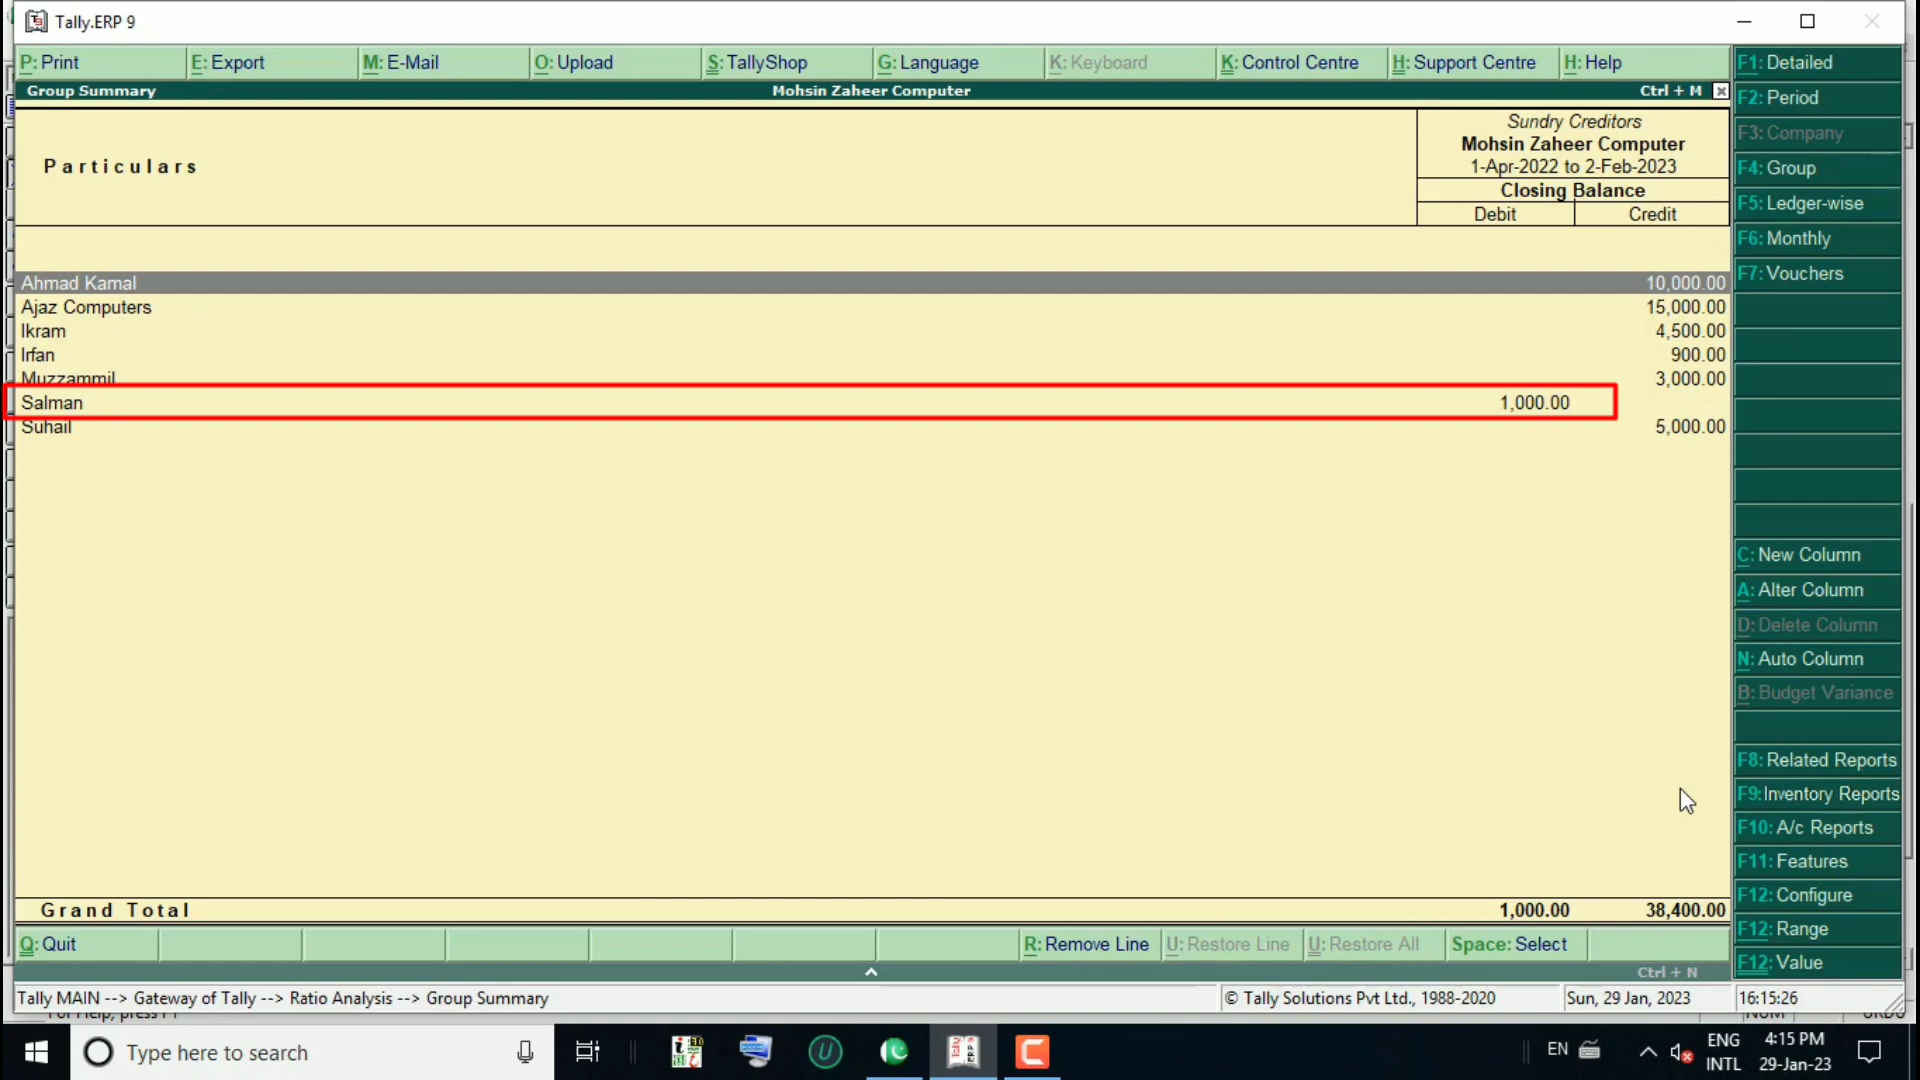 Tally.ERP 9
P: Print E: Export M: E-Mail O: Upload S: TallyShop G: Language K: Keyboard K: Control Centre H: Support Centre H: Help
Group Summary Mohsin Zaheer Computer Ctrl + M
Particulars
Sundry Creditors
Mohsin Zaheer Computer
1-Apr-2022 to 2-Feb-2023
Closing Balance
Debit Credit
Ahmad Kamal 10,000.00
Ajaz Computers 15,000.00
Ikram 4,500.00
Irfan 900.00
Muzzammil 3,000.00
Salman 1,000.00
Suhail 5,000.00
Grand Total 1,000.00 38,400.00
F1: Detailed
F2: Period
F3: Company
F4: Group
F5: Ledger-wise
F6: Monthly
F7: Vouchers
C: New Column
A: Alter Column
D: Delete Column
N: Auto Column
B: Budget Variance
F8: Related Reports
F9: Inventory Reports
F10: A/c Reports
F11: Features
F12: Configure
F12: Range
F12: Value
Q: Quit R: Remove Line U: Restore Line U: Restore All Space: Select
Ctrl + N
Tally MAIN --> Gateway of Tally --> Ratio Analysis --> Group Summary © Tally Solutions Pvt Ltd., 1988-2020 Sun, 29 Jan, 2023 16:15:26
Type here to search
EN
ENG
INTL
4:15 PM
29-Jan-23